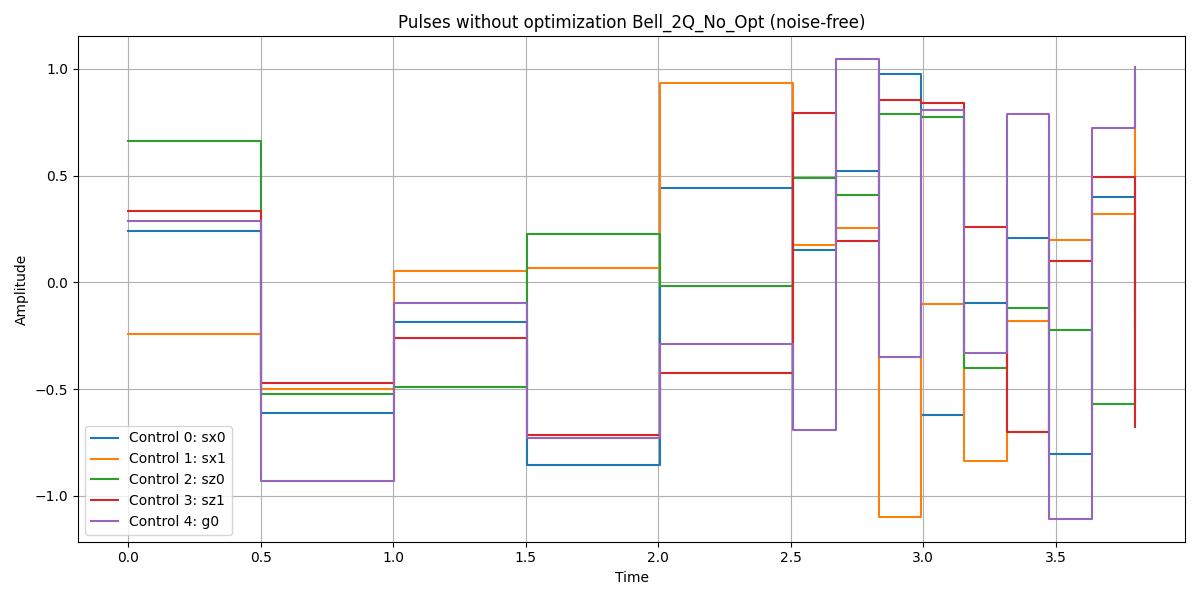 Pulses without optimization Bell_2Q_No_Opt (noise-free)
Amplitude
1.0
0.5
0.0
−0.5
−1.0
Control 0: sx0
Control 1: sx1
Control 2: sz0
Control 3: sz1
Control 4: g0
0.0 0.5 1.0 1.5 2.0 2.5 3.0 3.5
Time